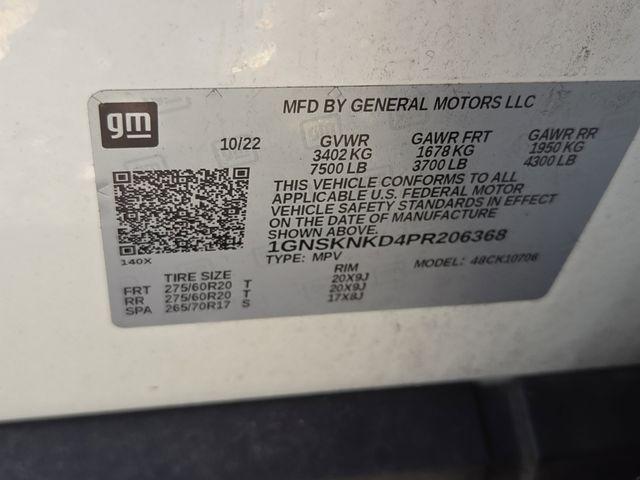 gm
MFD BY GENERAL MOTORS LLC
10/22 GVWR GAWR FRT GAWR RR
3402 KG 1678 KG 1950 KG
7500 LB 3700 LB 4300 LB
THIS VEHICLE CONFORMS TO ALL
APPLICABLE U.S. FEDERAL MOTOR
VEHICLE SAFETY STANDARDS IN EFFECT
ON THE DATE OF MANUFACTURE
SHOWN ABOVE.
1GNSKNKD4PR206368
140X
TYPE: MPV MODEL: 48CK10706
TIRE SIZE RIM
FRT 275/60R20 T 20X9J
RR 275/60R20 T 20X9J
SPA 265/70R17 S 17X8J